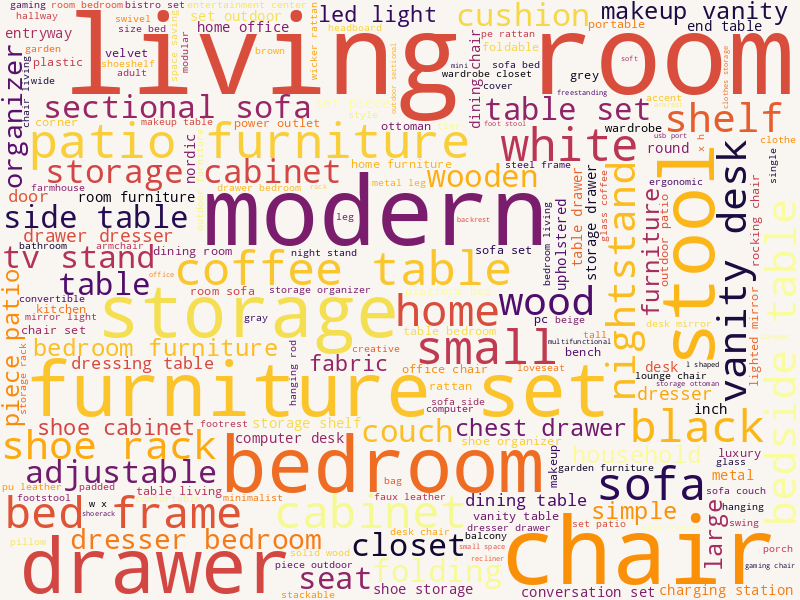 gaming room bedroom bistro set entertainment center
living room
led light
cushion
makeup vanity
hallway
swivel
set outdoor
headboard
portable
entryway
size bed
home office
end table
garden
shoeshelf
velvet
brown
pe rattan
foldable
plastic
adult
space saving
modular
wicker rattan
outdoor sectional
dining chair
mini
sofa bed
wardrobe closet
cover
grey
soft
clothes storage
organizer
wide
chair living
freestanding
sectional sofa
set piece
style
table set
accent
shelf
corner
makeup table
power outlet
ottoman
foot stool
wardrobe
usb port
clothe
patio furniture
white
round
x h
single
nordic
home furniture
steel frame
storage cabinet
wooden
farmhouse
drawer bedroom
rack
metal leg
ergonomic
door
room furniture
modern
leg
backrest
side table
drawer dresser
bathroom
armchair
dining room
night stand
sofa set
bedroom living
upholstered
table drawer
storage drawer
glass coffee
nightstand
furniture
outdoor patio
stool
vanity desk
rocking chair
bedside table
tv stand
coffee table
office
table
room sofa
storage organizer
convertible
kitchen
mirror light
chair set
gray
storage
home
wood
pc
beige
tall
desk mirror
lighted mirror
table bedroom
small
multifunctional
piece patio
storage rack
bedroom furniture
creative
bench
dressing table
hanging rod
fabric
office chair
loveseat
desk
l shaped
lounge chair
storage ottoman
furniture set
rattan
sofa side
computer
dresser
inch
shoe cabinet
footrest
storage shelf
couch
chest drawer
black
shoe rack
computer desk
shoe organizer
makeup
household
luxury
glass
garden furniture
adjustable
bedroom
bag
sofa
metal
sofa couch
pu leather
padded
footstool
table living
minimalist
faux leather
dining table
simple
large
hanging
w x
shoerack
bed frame
cabinet
vanity table
set patio
swing
dresser drawer
desk chair
balcony
chair
dresser bedroom
closet
pillom
solid wood
small space
porch
drawer
piece outdoor
recliner
gaming chair
seat
folding
shoe storage
stackable
conversation set
charging station